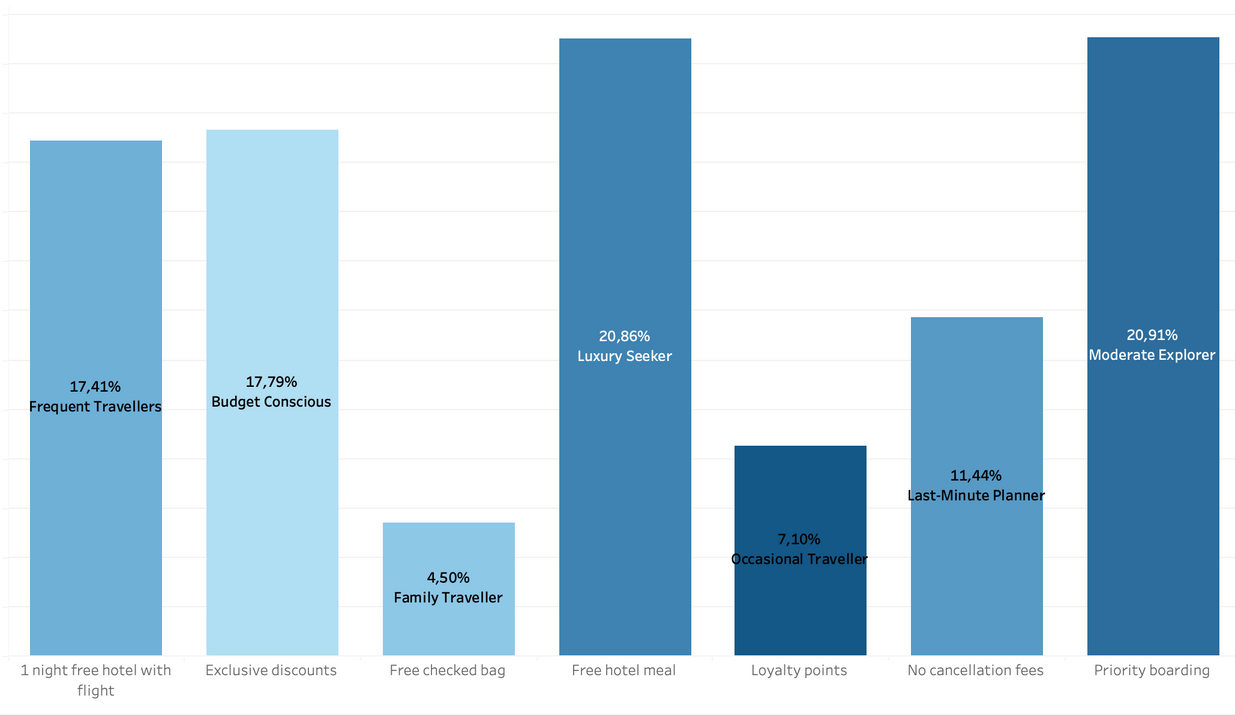 17,41%
Frequent Travellers
17,79%
Budget Conscious
4,50%
Family Traveller
20,86%
Luxury Seeker
7,10%
Occasional Traveller
11,44%
Last-Minute Planner
20,91%
Moderate Explorer
1 night free hotel with
flight
Exclusive discounts
Free checked bag
Free hotel meal
Loyalty points
No cancellation fees
Priority boarding